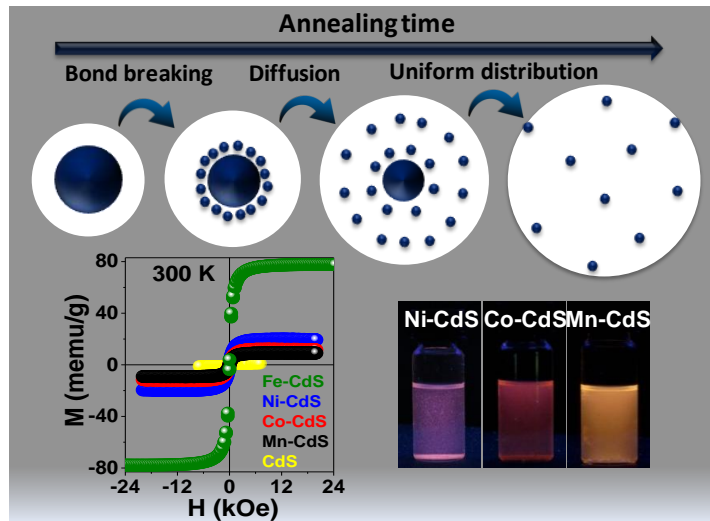 Annealing time
Bond breaking Diffusion Uniform distribution
80
40
0
-40
-80
M (memu/g)
300 K
Fe-CdS
Ni-CdS
Co-CdS
Mn-CdS
CdS
-24 -12 0 12 24
H (kOe)
Ni-CdS Co-CdS Mn-CdS